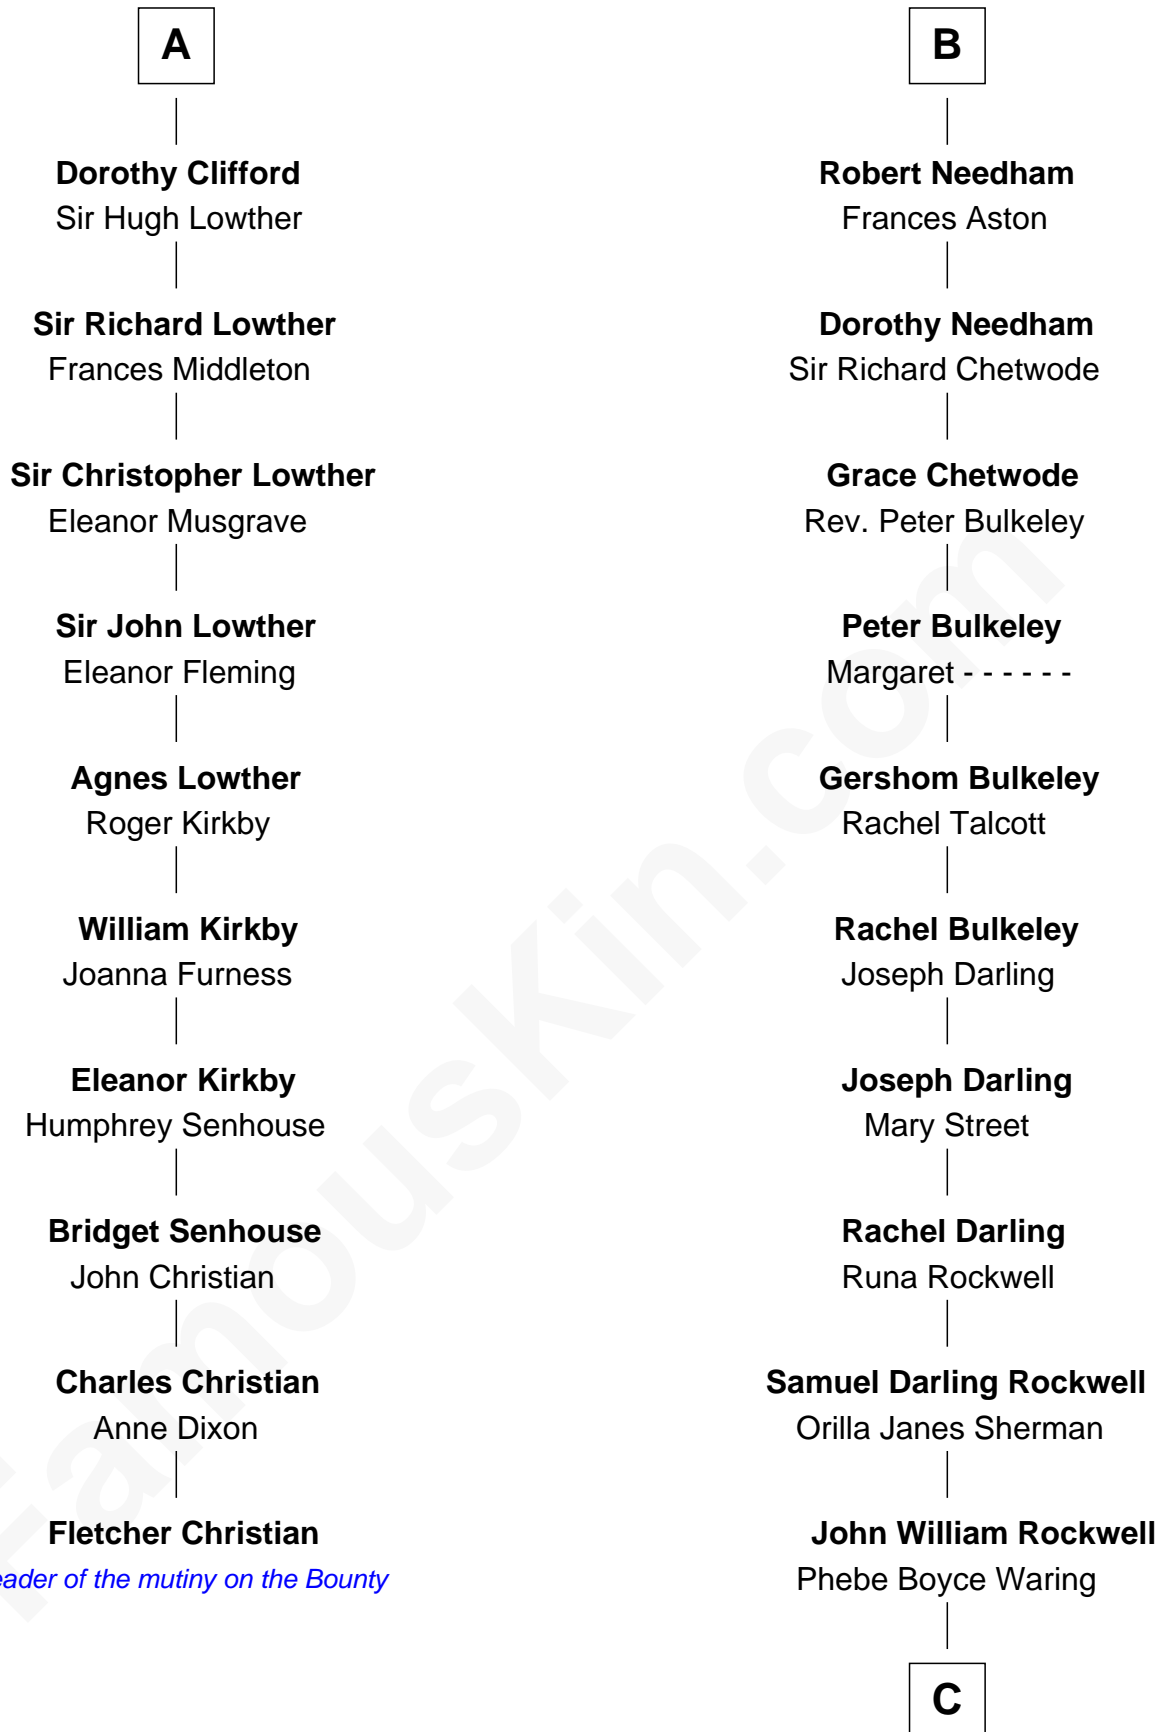 A
Dorothy Clifford
Sir Hugh Lowther
Sir Richard Lowther
Frances Middleton
Sir Christopher Lowther
Eleanor Musgrave
Sir John Lowther
Eleanor Fleming
Agnes Lowther
Roger Kirkby
William Kirkby
Joanna Furness
Eleanor Kirkby
Humphrey Senhouse
Bridget Senhouse
John Christian
Charles Christian
Anne Dixon
Fletcher Christian
eader of the mutiny on the Bounty
B
Robert Needham
Frances Aston
Dorothy Needham
Sir Richard Chetwode
Grace Chetwode
Rev. Peter Bulkeley
Peter Bulkeley
Margaret - - - - - -
Gershom Bulkeley
Rachel Talcott
Rachel Bulkeley
Joseph Darling
Joseph Darling
Mary Street
Rachel Darling
Runa Rockwell
Samuel Darling Rockwell
Orilla Janes Sherman
John William Rockwell
Phebe Boyce Waring
C
FamousKin.com